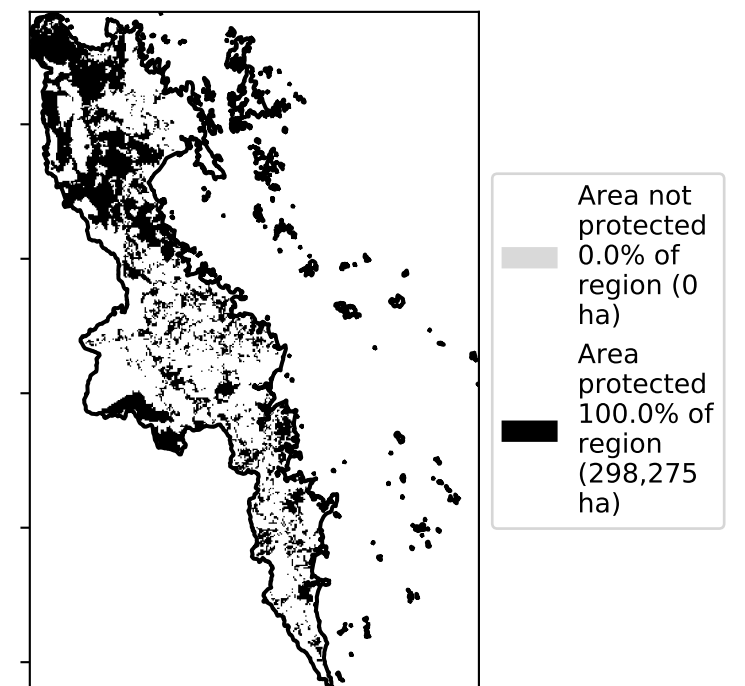 Area not
protected
0.0% of
region (0
ha)
Area
protected
100.0% of
region
(298,275
ha)